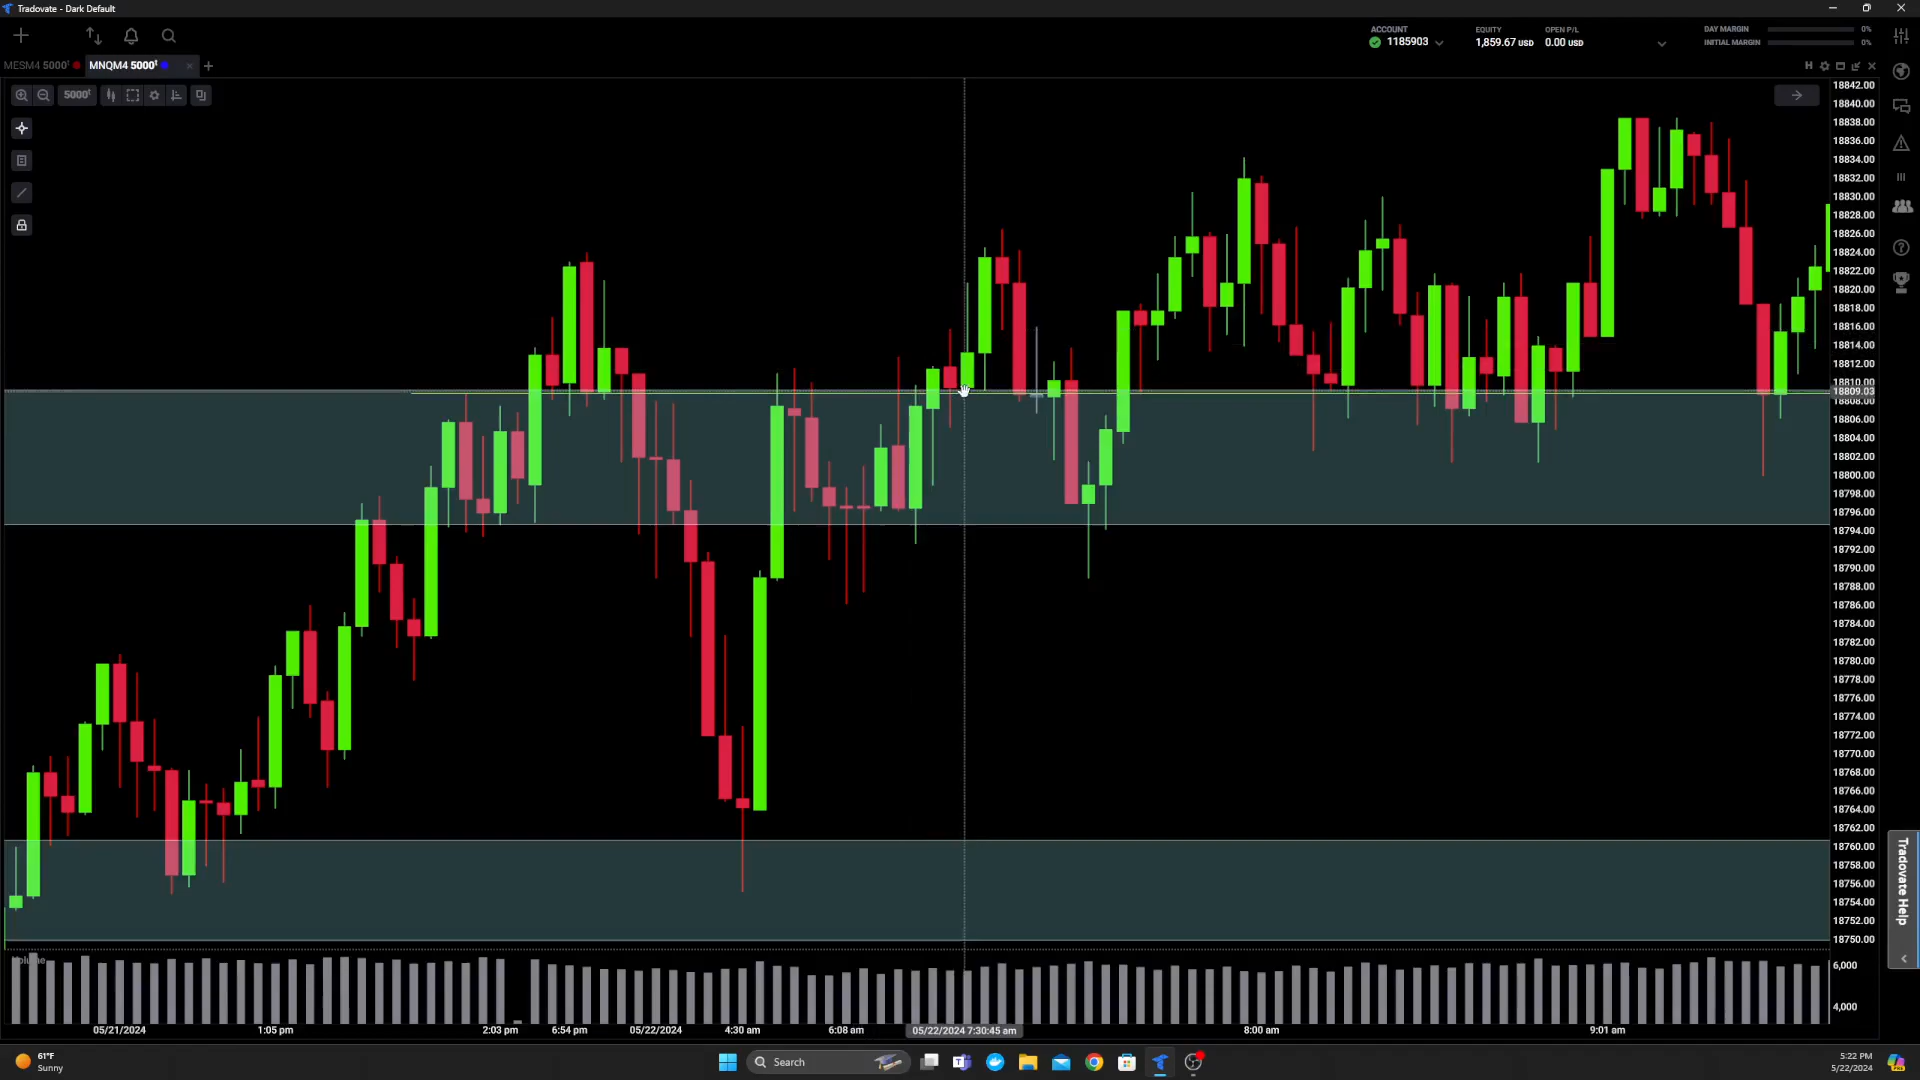 Tradovate - Dark Default
ACCOUNT
1185903
EQUITY
1,859.67 USD
OPEN P/L
0.00 USD
DAY MARGIN
0%
INITIAL MARGIN
0%
MESM4 5000t
MNQM4 5000t
H
5000t
18842.00
18840.00
18838.00
18836.00
18834.00
18832.00
18830.00
18828.00
18826.00
18824.00
18822.00
18820.00
18818.00
18816.00
18814.00
18812.00
18810.00
18809.03
18808.00
18806.00
18804.00
18802.00
18800.00
18798.00
18796.00
18794.00
18792.00
18790.00
18788.00
18786.00
18784.00
18782.00
18780.00
18778.00
18776.00
18774.00
18772.00
18770.00
18768.00
18766.00
18764.00
18762.00
18760.00
18758.00
18756.00
18754.00
18752.00
18750.00
Tradovate Help
Volume
6,000
4,000
05/21/2024
1:05 pm
2:03 pm
6:54 pm
05/22/2024
4:30 am
6:08 am
05/22/2024 7:30:45 am
8:00 am
9:01 am
61°F
Sunny
Search
5:22 PM
5/22/2024